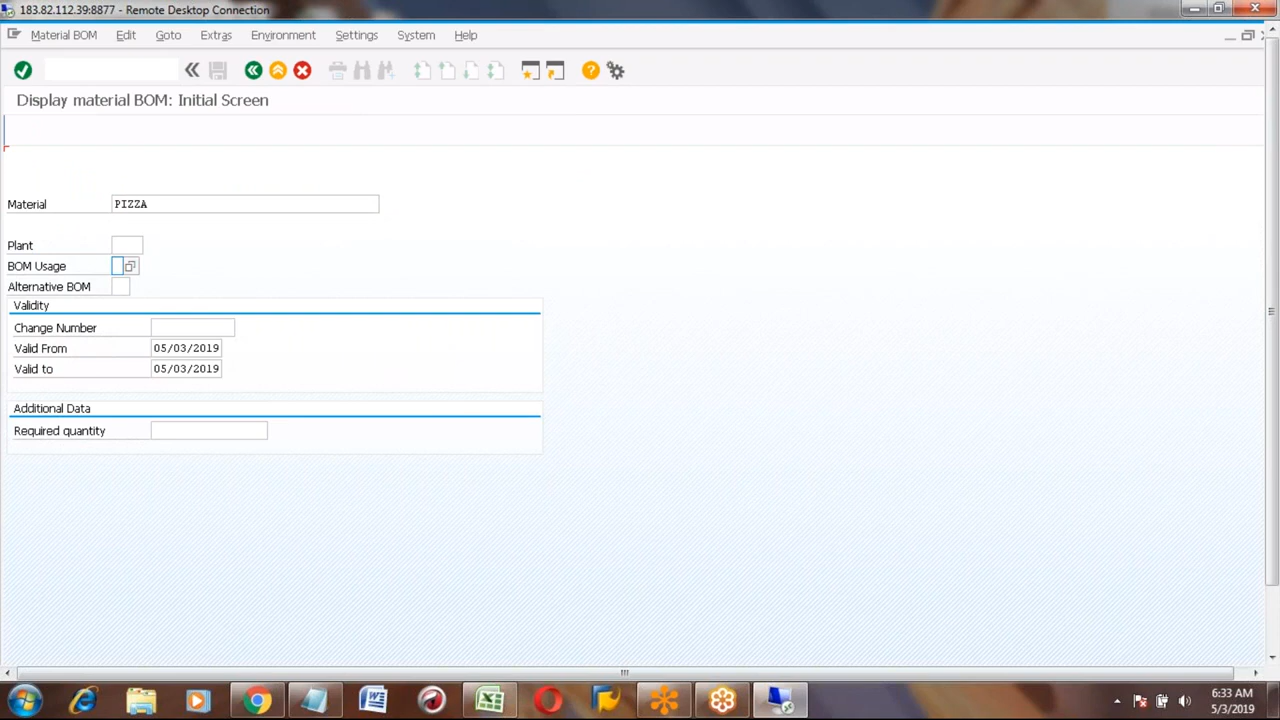 183.82.112.39:8877 - Remote Desktop Connection
Material BOM Edit Goto Extras Environment Settings System Help
Display material BOM: Initial Screen
Material PIZZA
Plant
BOM Usage
Alternative BOM
Validity
Change Number
Valid From 05/03/2019
Valid to 05/03/2019
Additional Data
Required quantity
6:33 AM
5/3/2019